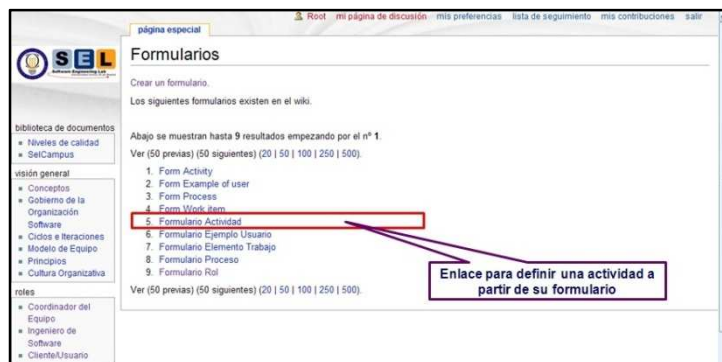 Root mi página de discusión mis preferencias lista de seguimiento mis contribuciones salir
página especial
SEL
Software Engineering Lab
Formularios
Crear un formulario.
Los siguientes formularios existen en el wiki.
Abajo se muestran hasta 9 resultados empezando por el nº 1.
Ver (50 previas) (50 siguientes) (20 | 50 | 100 | 250 | 500).
1. Form Activity
2. Form Example of user
3. Form Process
4. Form Work item
5. Formulario Actividad
6. Formulario Ejemplo Usuario
7. Formulario Elemento Trabajo
8. Formulario Proceso
9. Formulario Rol
Ver (50 previas) (50 siguientes) (20 | 50 | 100 | 250 | 500).
Enlace para definir una actividad a
partir de su formulario
biblioteca de documentos
Niveles de calidad
SelCampus
visión general
Conceptos
Gobierno de la
Organización
Software
Ciclos e Iteraciones
Modelo de Equipo
Principios
Cultura Organizativa
roles
Coordinador del
Equipo
Ingeniero de
Software
Cliente/Usuario